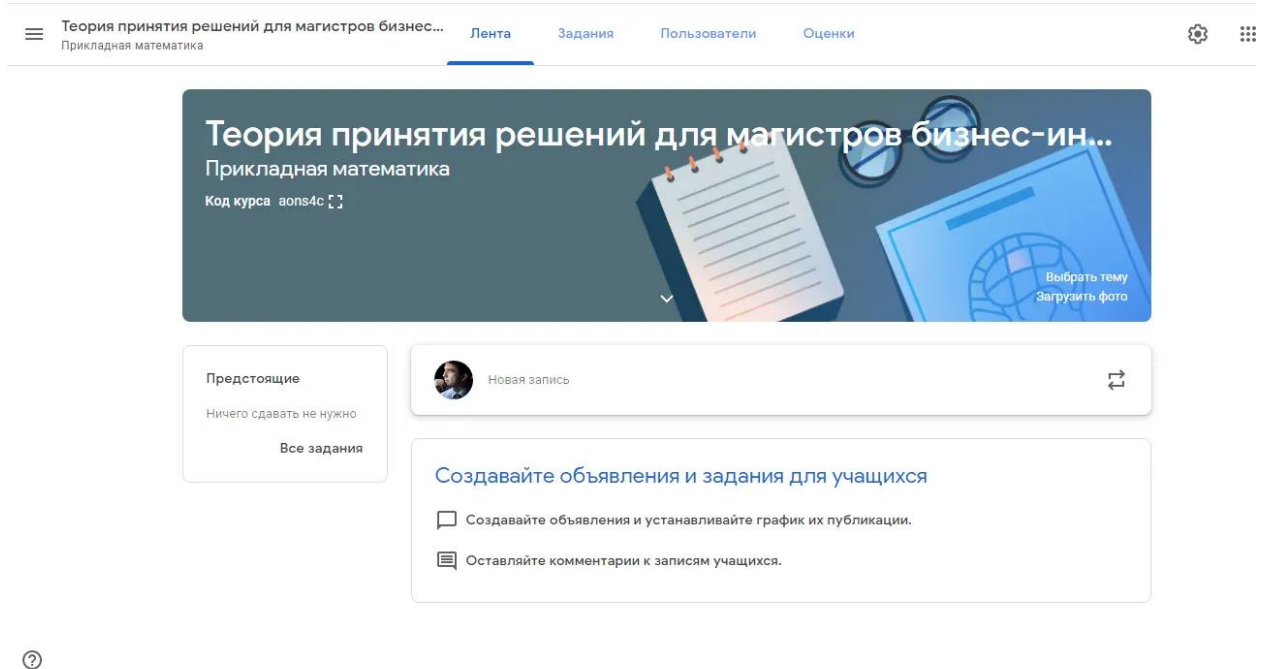 Теория принятия решений для магистров бизнес...
Прикладная математика
Лента Задания Пользователи Оценки
Теория принятия решений для магистров бизнес-ин...
Прикладная математика
Код курса aons4c
Выбрать тему
Загрузить фото
Предстоящие
Ничего сдавать не нужно
Все задания
Новая запись
Создавайте объявления и задания для учащихся
Создавайте объявления и устанавливайте график их публикации.
Оставляйте комментарии к записям учащихся.